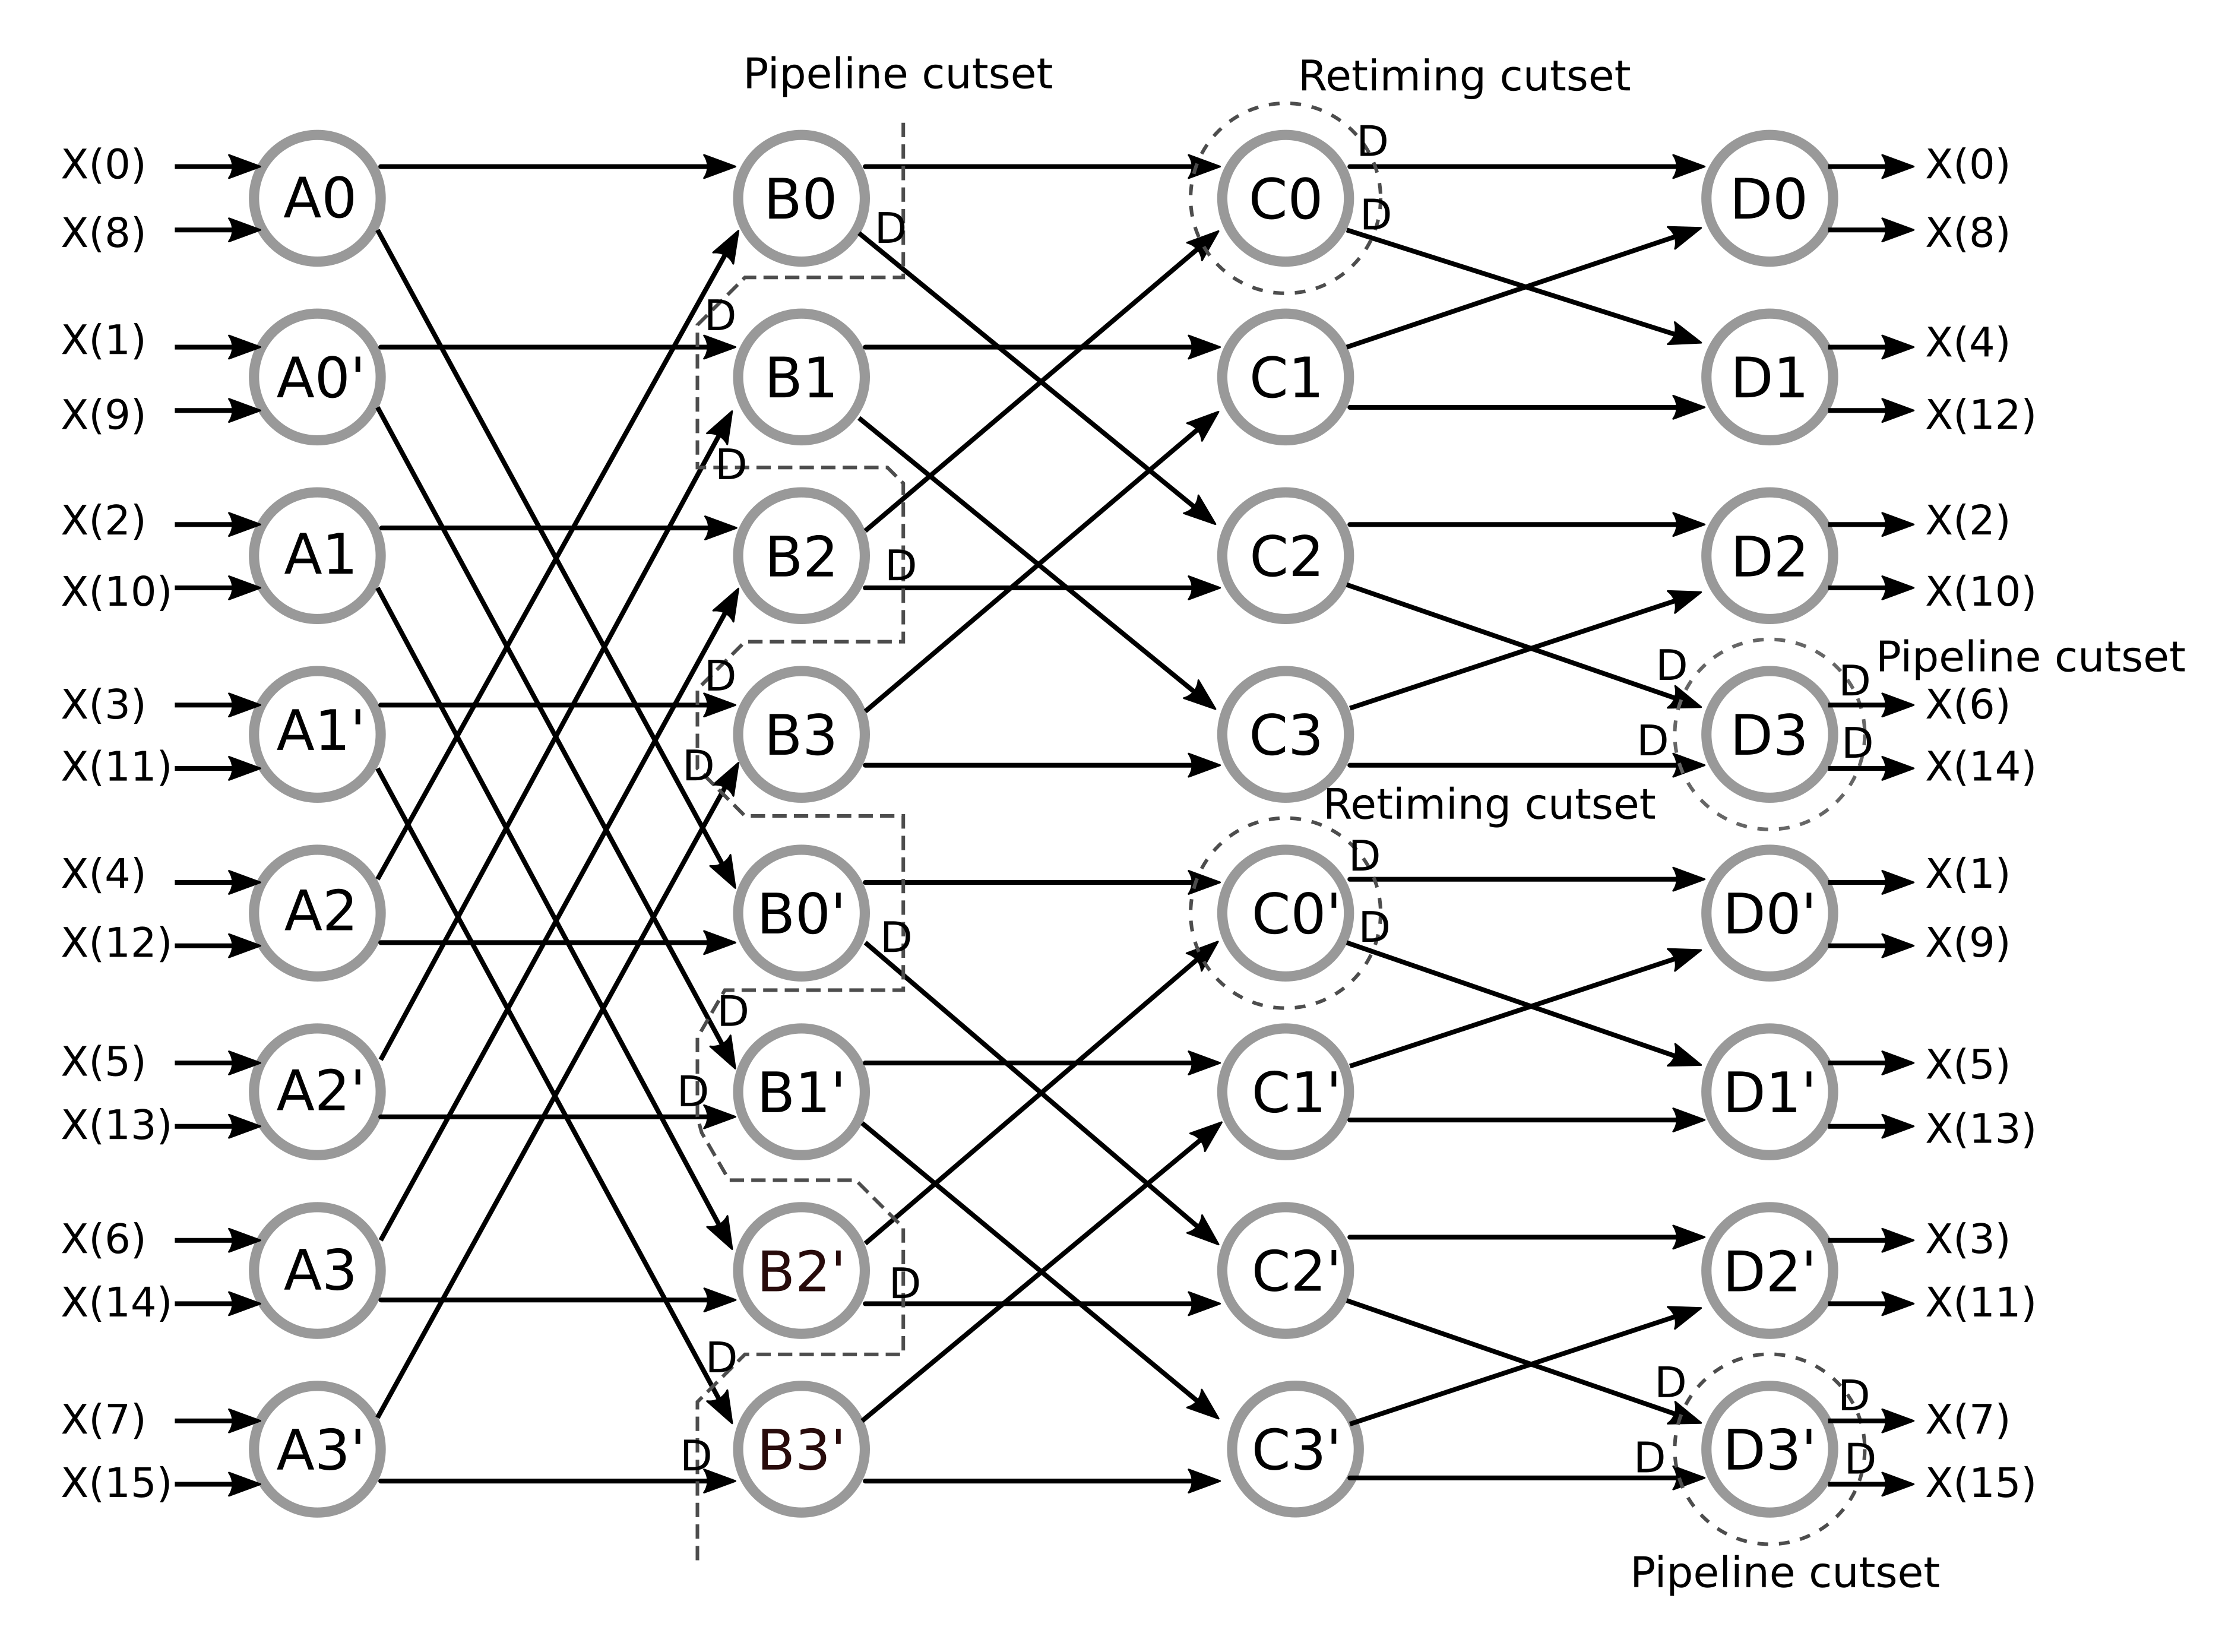 Pipeline cutset
Retiming cutset
X(0) A0 B0 C0 D D0 X(0)
X(8) D D X(8)
X(1) A0' D B1 C1 D1 X(4)
X(9) D X(12)
X(2) A1 B2 C2 D2 X(2)
X(10) D X(10)
Pipeline cutset
X(3) A1' D B3 C3 D D3 D X(6)
X(11) D D D X(14)
Retiming cutset
X(4) A2 B0' C0' D D0' X(1)
X(12) D D X(9)
X(5) A2' D B1' C1' D1' X(5)
X(13) D X(13)
X(6) A3 B2' C2' D2' X(3)
X(14) D X(11)
X(7) A3' D B3' C3' D D3' D X(7)
X(15) D D D X(15)
Pipeline cutset